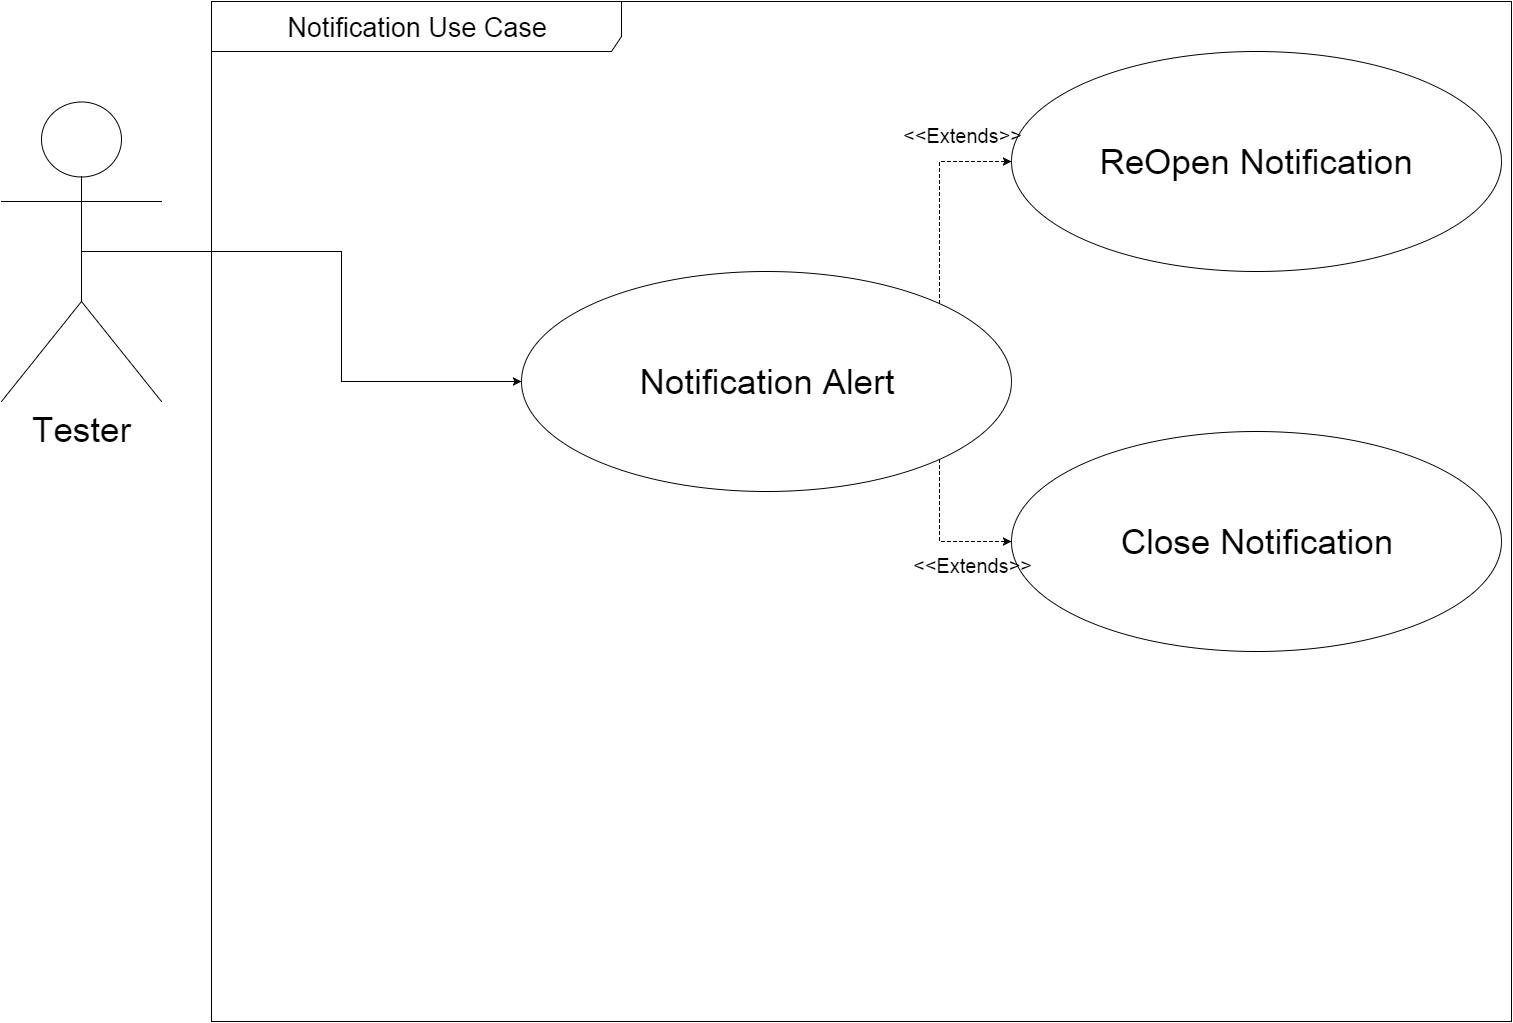 Notification Use Case
<<Extends>>
ReOpen Notification
Notification Alert
Tester
Close Notification
<<Extends>>